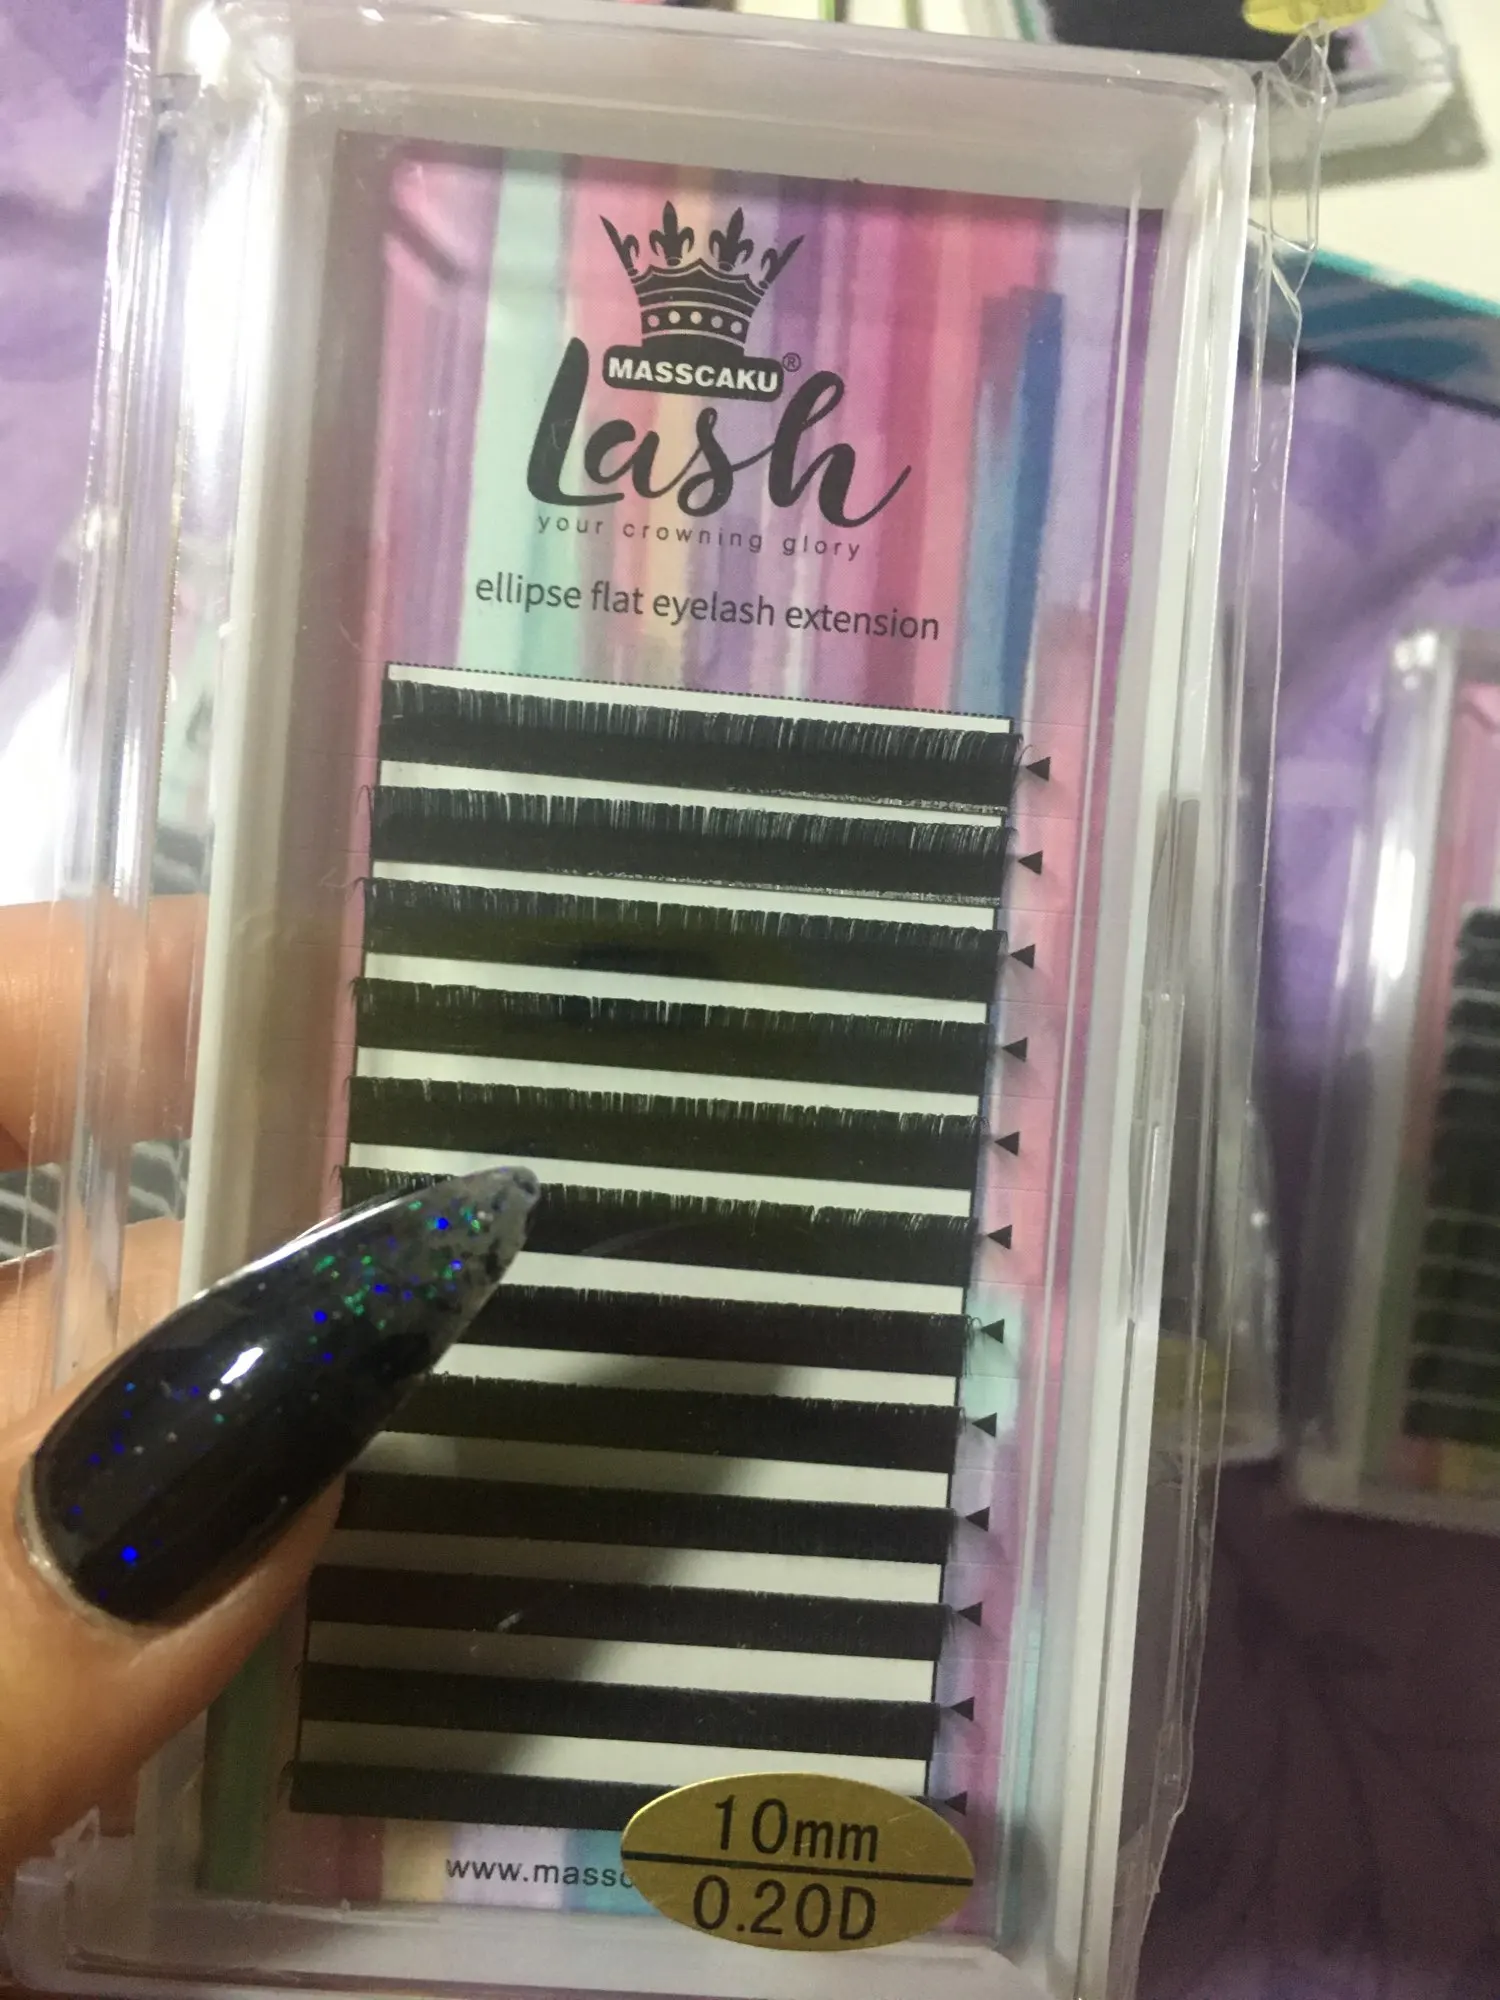 MASSCAKU®
Lash
your crowning glory
ellipse flat eyelash extension
10mm
0.20D